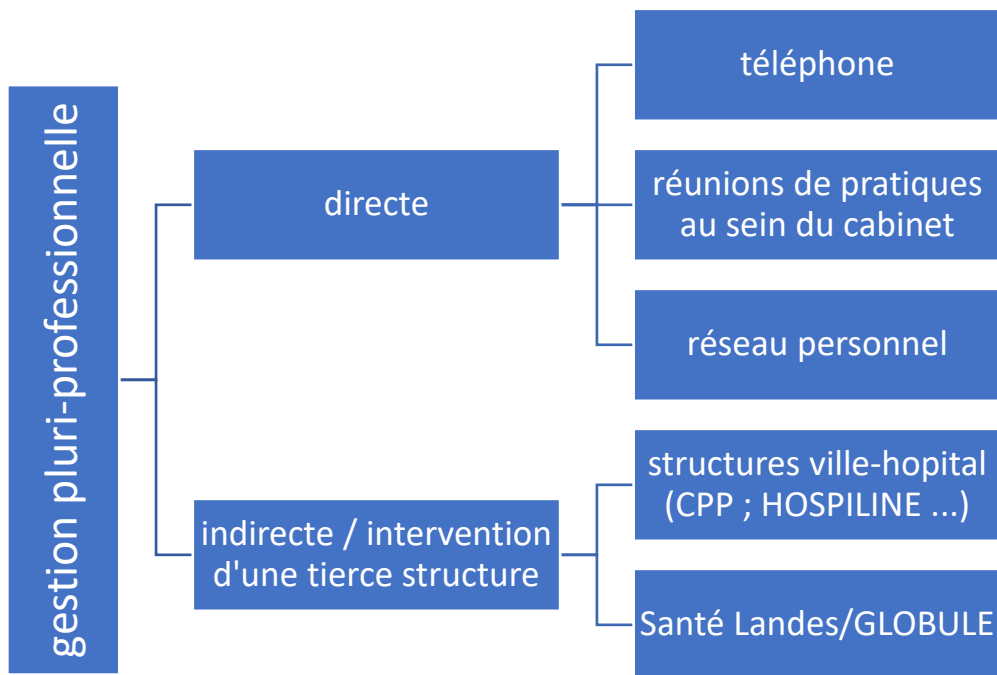 gestion pluri-professionnelle
directe
téléphone
réunions de pratiques
au sein du cabinet
réseau personnel
indirecte / intervention
d'une tierce structure
structures ville-hopital
(CPP ; HOSPILINE ...)
Santé Landes/GLOBULE